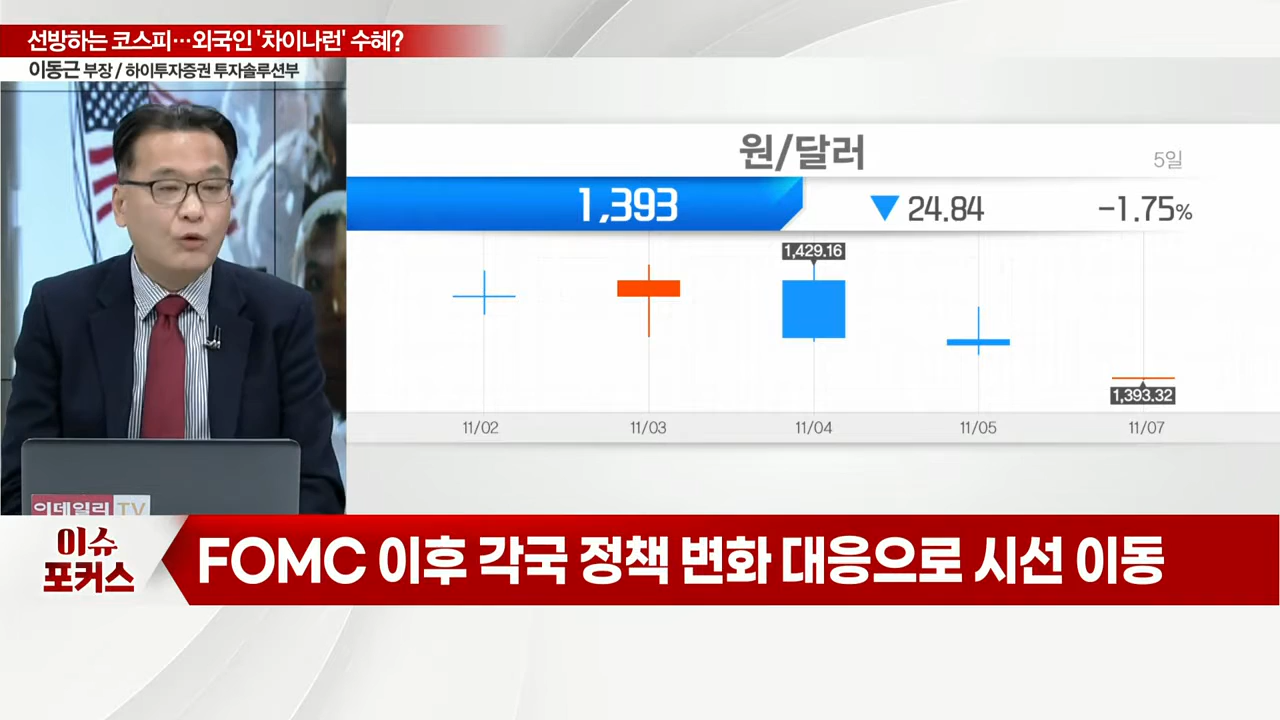 선방하는 코스피…외국인 '차이나런' 수혜?
이동근 부장 / 하이투자증권 투자솔루션부
원/달러
5일
1,393 ▼ 24.84 -1.75%
1,429.16
1,393.32
11/02 11/03 11/04 11/05 11/07
이데일리 TV
이슈
포커스
FOMC 이후 각국 정책 변화 대응으로 시선 이동